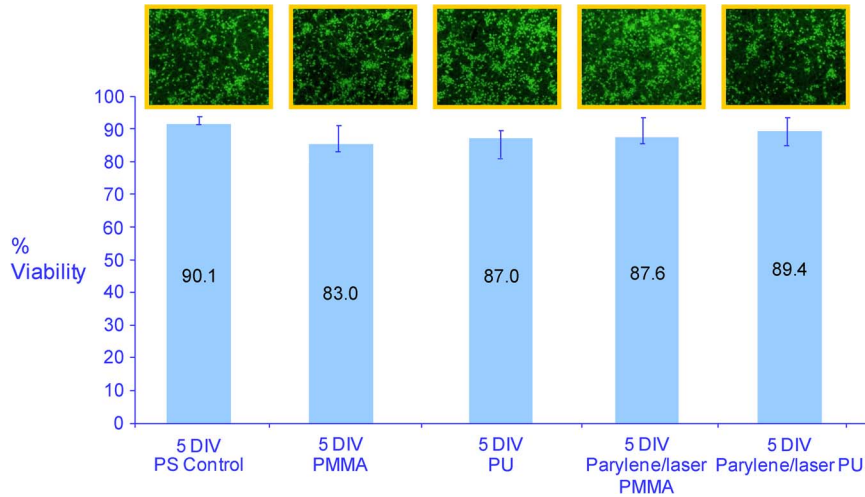 100
90
80
70
60
50
40
30
20
10
0
%
Viability
90.1
83.0
87.0
87.6
89.4
5 DIV
PS Control
5 DIV
PMMA
5 DIV
PU
5 DIV
Parylene/laser
PMMA
5 DIV
Parylene/laser PU